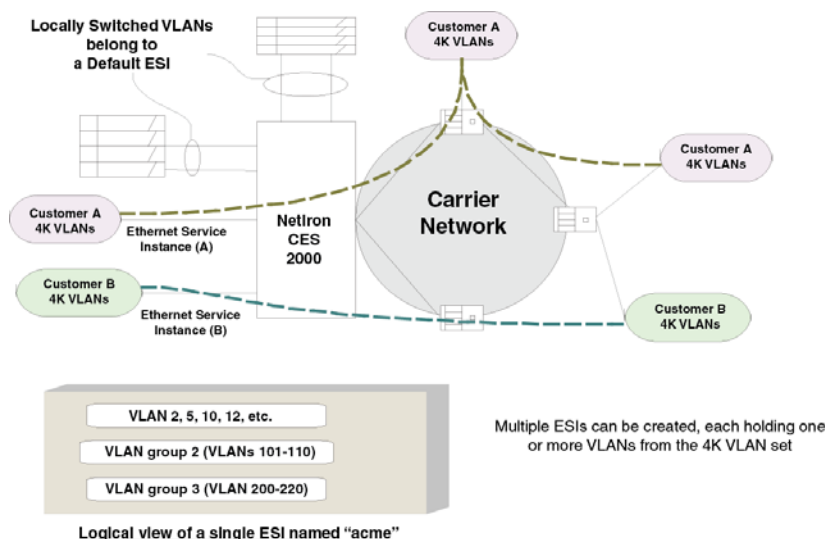 Locally Switched VLANs
belong to
a Default ESI
Customer A
4K VLANs
Customer A
4K VLANs
Carrier
Network
Customer A
4K VLANs
Ethernet Service
Instance (A)
NetIron
CES
2000
Customer B
4K VLANs
Ethernet Service
Instance (B)
Customer B
4K VLANs
VLAN 2, 5, 10, 12, etc.
VLAN group 2 (VLANs 101-110)
VLAN group 3 (VLAN 200-220)
Multiple ESIs can be created, each holding one
or more VLANs from the 4K VLAN set
Logical view of a single ESI named “acme”